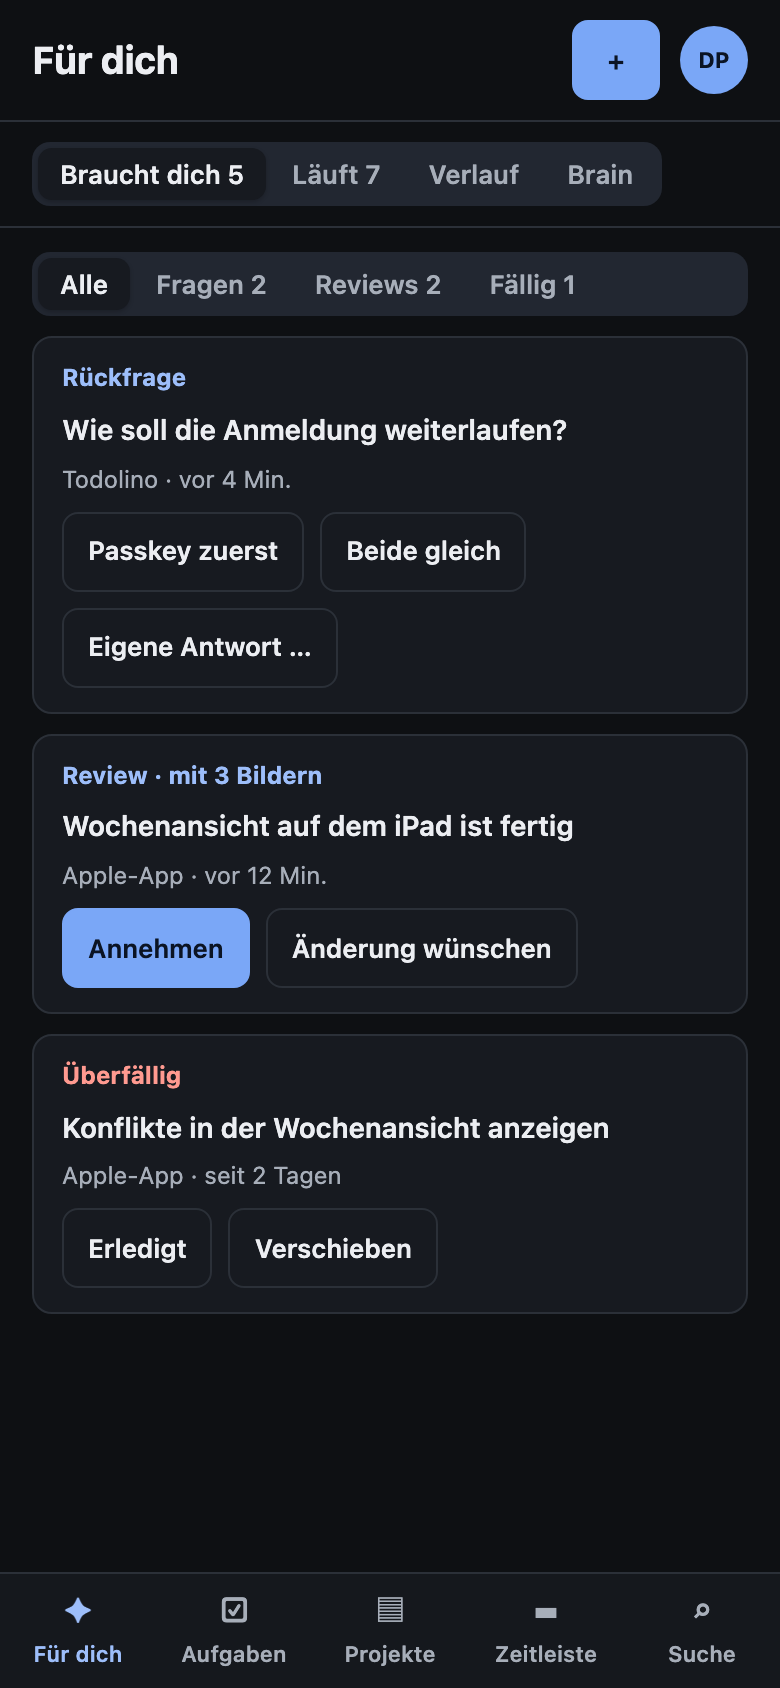 Für dich
+
DP
Braucht dich 5 Läuft 7 Verlauf Brain
Alle Fragen 2 Reviews 2 Fällig 1
Rückfrage
Wie soll die Anmeldung weiterlaufen?
Todolino · vor 4 Min.
Passkey zuerst Beide gleich
Eigene Antwort ...
Review · mit 3 Bildern
Wochenansicht auf dem iPad ist fertig
Apple-App · vor 12 Min.
Annehmen Änderung wünschen
Überfällig
Konflikte in der Wochenansicht anzeigen
Apple-App · seit 2 Tagen
Erledigt Verschieben
Für dich Aufgaben Projekte Zeitleiste Suche